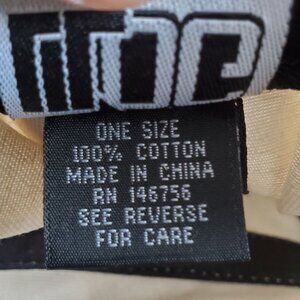 ONE SIZE
100% COTTON
MADE IN CHINA
RN 146756
SEE REVERSE
FOR CARE